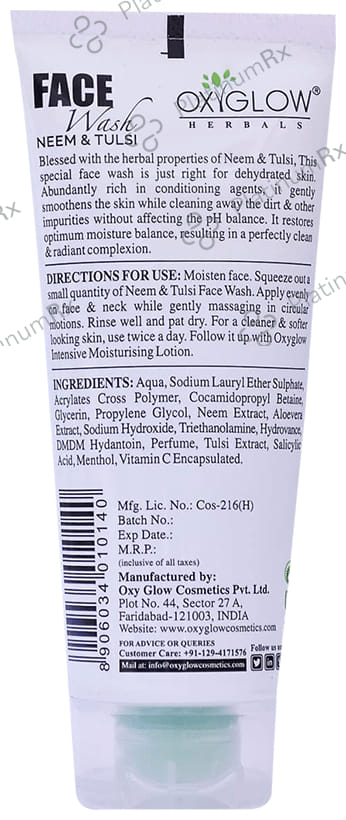 FACE
Wash
NEEM & TULSI
OXYGLOW®
HERBALS
Blessed with the herbal properties of Neem & Tulsi, This
special face wash is just right for dehydrated skin.
Abundantly rich in conditioning agents, it gently
smoothens the skin while cleaning away the dirt & other
impurities without affecting the pH balance. It restores
optimum moisture balance, resulting in a perfectly clean
& radiant complexion.
DIRECTIONS FOR USE: Moisten face. Squeeze out a
small quantity of Neem & Tulsi Face Wash. Apply evenly
to face & neck while gently massaging in circular
motions. Rinse well and pat dry. For a cleaner & softer
looking skin, use twice a day. Follow it up with Oxyglow
Intensive Moisturising Lotion.
INGREDIENTS: Aqua, Sodium Lauryl Ether Sulphate,
Acrylates Cross Polymer, Cocamidopropyl Betaine,
Glycerin, Propylene Glycol, Neem Extract, Aloevera
Extract, Sodium Hydroxide, Triethanolamine, Hydrovance,
DMDM Hydantoin, Perfume, Tulsi Extract, Salicylic
Acid, Menthol, Vitamin C Encapsulated.
8906034010140
Mfg. Lic. No.: Cos-216(H)
Batch No.:
Exp Date.:
M.R.P.:
(inclusive of all taxes)
Manufactured by:
Oxy Glow Cosmetics Pvt. Ltd.
Plot No. 44, Sector 27 A,
Faridabad-121003, INDIA
Website: www.oxyglowcosmetics.com
FOR ADVICE OR QUERIES
Customer Care: +91-129-4171576
Mail at: info@oxyglowcosmetics.com
Follow us
PlatinumRx